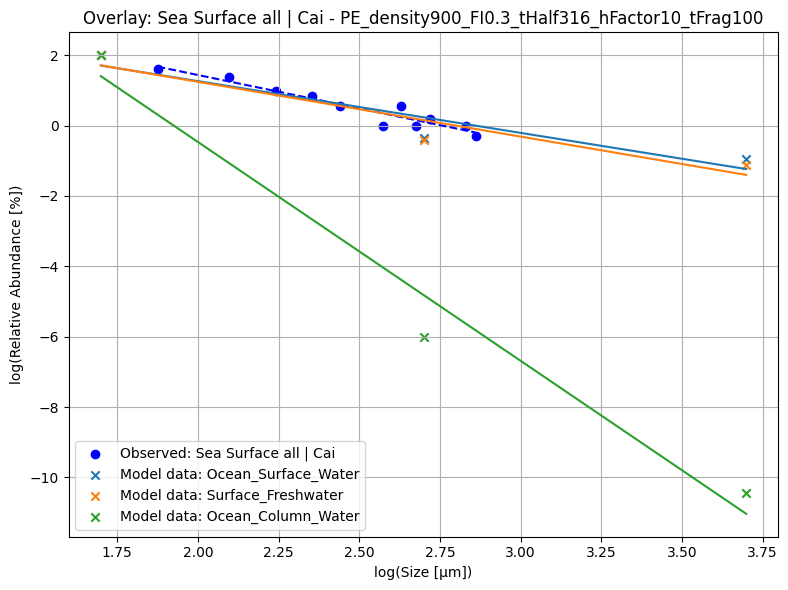 Overlay: Sea Surface all | Cai - PE_density900_FI0.3_tHalf316_hFactor10_tFrag100
log(Relative Abundance [%])
2
0
−2
−4
−6
−8
−10
Observed: Sea Surface all | Cai
Model data: Ocean_Surface_Water
Model data: Surface_Freshwater
Model data: Ocean_Column_Water
1.75 2.00 2.25 2.50 2.75 3.00 3.25 3.50 3.75
log(Size [μm])